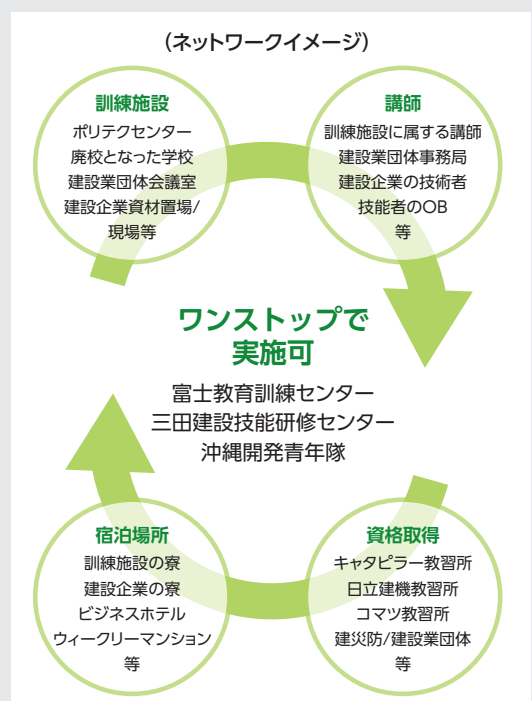 (ネットワークイメージ)
訓練施設
ポリテクセンター
廃校となった学校
建設業団体会議室
建設企業資材置場/
現場等
講師
訓練施設に属する講師
建設業団体事務局
建設企業の技術者
技能者のOB
等
ワンストップで
実施可
富士教育訓練センター
三田建設技能研修センター
沖縄開発青年隊
宿泊場所
訓練施設の寮
建設企業の寮
ビジネスホテル
ウィークリーマンション
等
資格取得
キャタピラー教習所
日立建機教習所
コマツ教習所
建災防/建設業団体
等